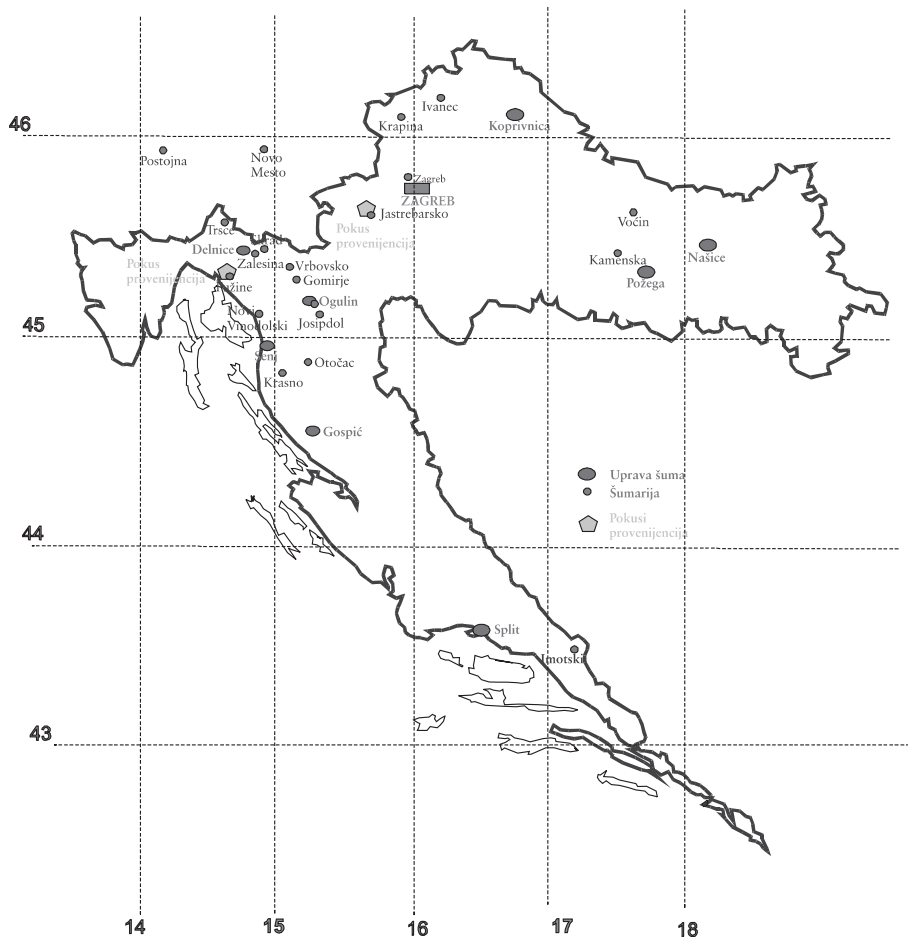 Ivanec
Krapina
Koprivnica
46
Postojna
Novo
Mesto
Zagreb
ZAGREB
Jastrebarsko
Pokus
provenijencija
Voćin
Kamenska
Našice
Požega
Trsće
Delnice
Zalesina
Vrbovsko
Gomirje
Pokus
provenijencija
Ogulin
Josipdol
Novi
Vinodolski
45
Senj
Otočac
Krasno
Gospić
Uprava šuma
Šumarija
Pokusi
provenijencija
44
Split
Imotski
43
14
15
16
17
18